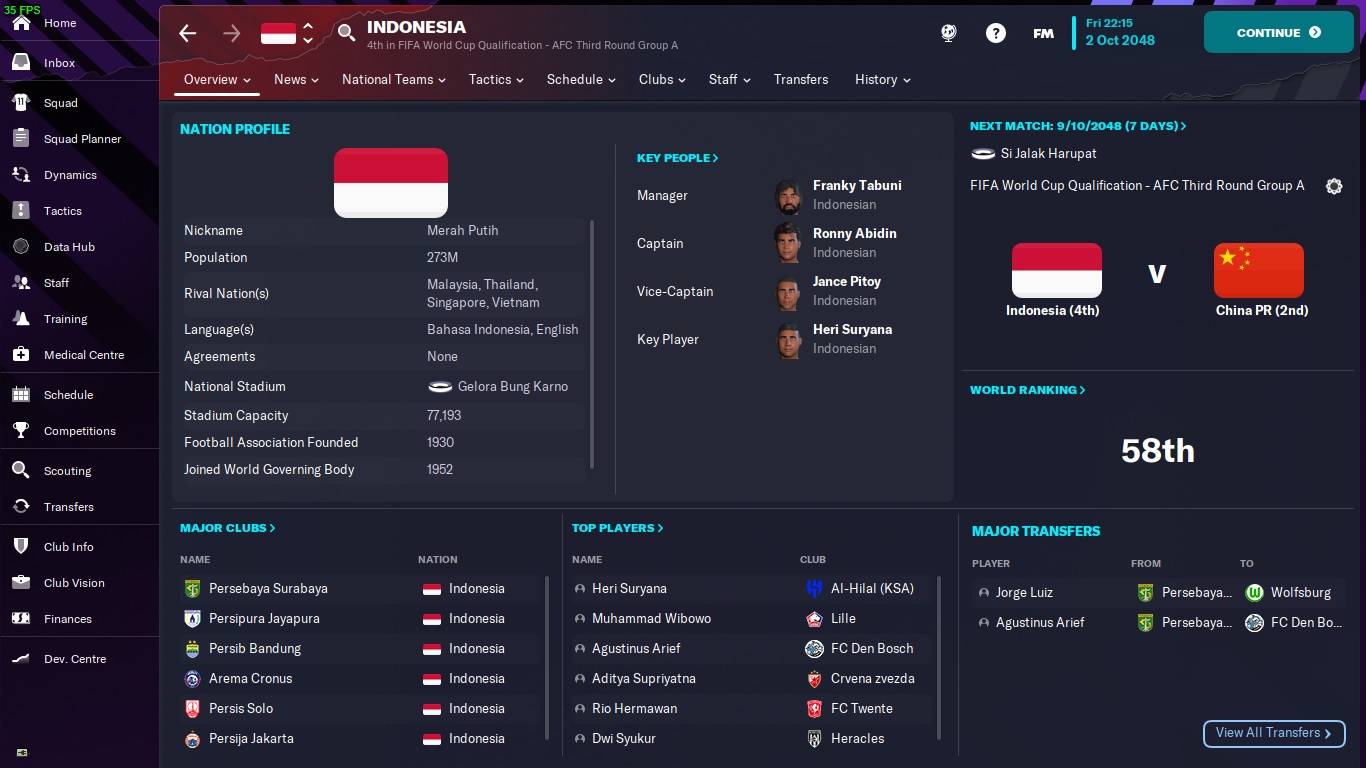 35 FPS
Home
Inbox
Squad
Squad Planner
Dynamics
Tactics
Data Hub
Staff
Training
Medical Centre
Schedule
Competitions
Scouting
Transfers
Club Info
Club Vision
Finances
Dev. Centre
INDONESIA
4th in FIFA World Cup Qualification - AFC Third Round Group A
?
FM
Fri 22:15
2 Oct 2048
CONTINUE
Overview
News
National Teams
Tactics
Schedule
Clubs
Staff
Transfers
History
NATION PROFILE
Nickname Merah Putih
Population 273M
Rival Nation(s) Malaysia, Thailand,
Singapore, Vietnam
Language(s) Bahasa Indonesia, English
Agreements None
National Stadium Gelora Bung Karno
Stadium Capacity 77,193
Football Association Founded 1930
Joined World Governing Body 1952
KEY PEOPLE
Manager Franky Tabuni
Indonesian
Captain Ronny Abidin
Indonesian
Vice-Captain Jance Pitoy
Indonesian
Key Player Heri Suryana
Indonesian
NEXT MATCH: 9/10/2048 (7 DAYS)
Si Jalak Harupat
FIFA World Cup Qualification - AFC Third Round Group A
V
Indonesia (4th)
China PR (2nd)
WORLD RANKING
58th
MAJOR CLUBS
NAME NATION
Persebaya Surabaya Indonesia
Persipura Jayapura Indonesia
Persib Bandung Indonesia
Arema Cronus Indonesia
Persis Solo Indonesia
Persija Jakarta Indonesia
TOP PLAYERS
NAME CLUB
Heri Suryana Al-Hilal (KSA)
Muhammad Wibowo Lille
Agustinus Arief FC Den Bosch
Aditya Supriyatna Crvena zvezda
Rio Hermawan FC Twente
Dwi Syukur Heracles
MAJOR TRANSFERS
PLAYER FROM TO
Jorge Luiz Persebaya... Wolfsburg
Agustinus Arief Persebaya... FC Den Bo...
View All Transfers